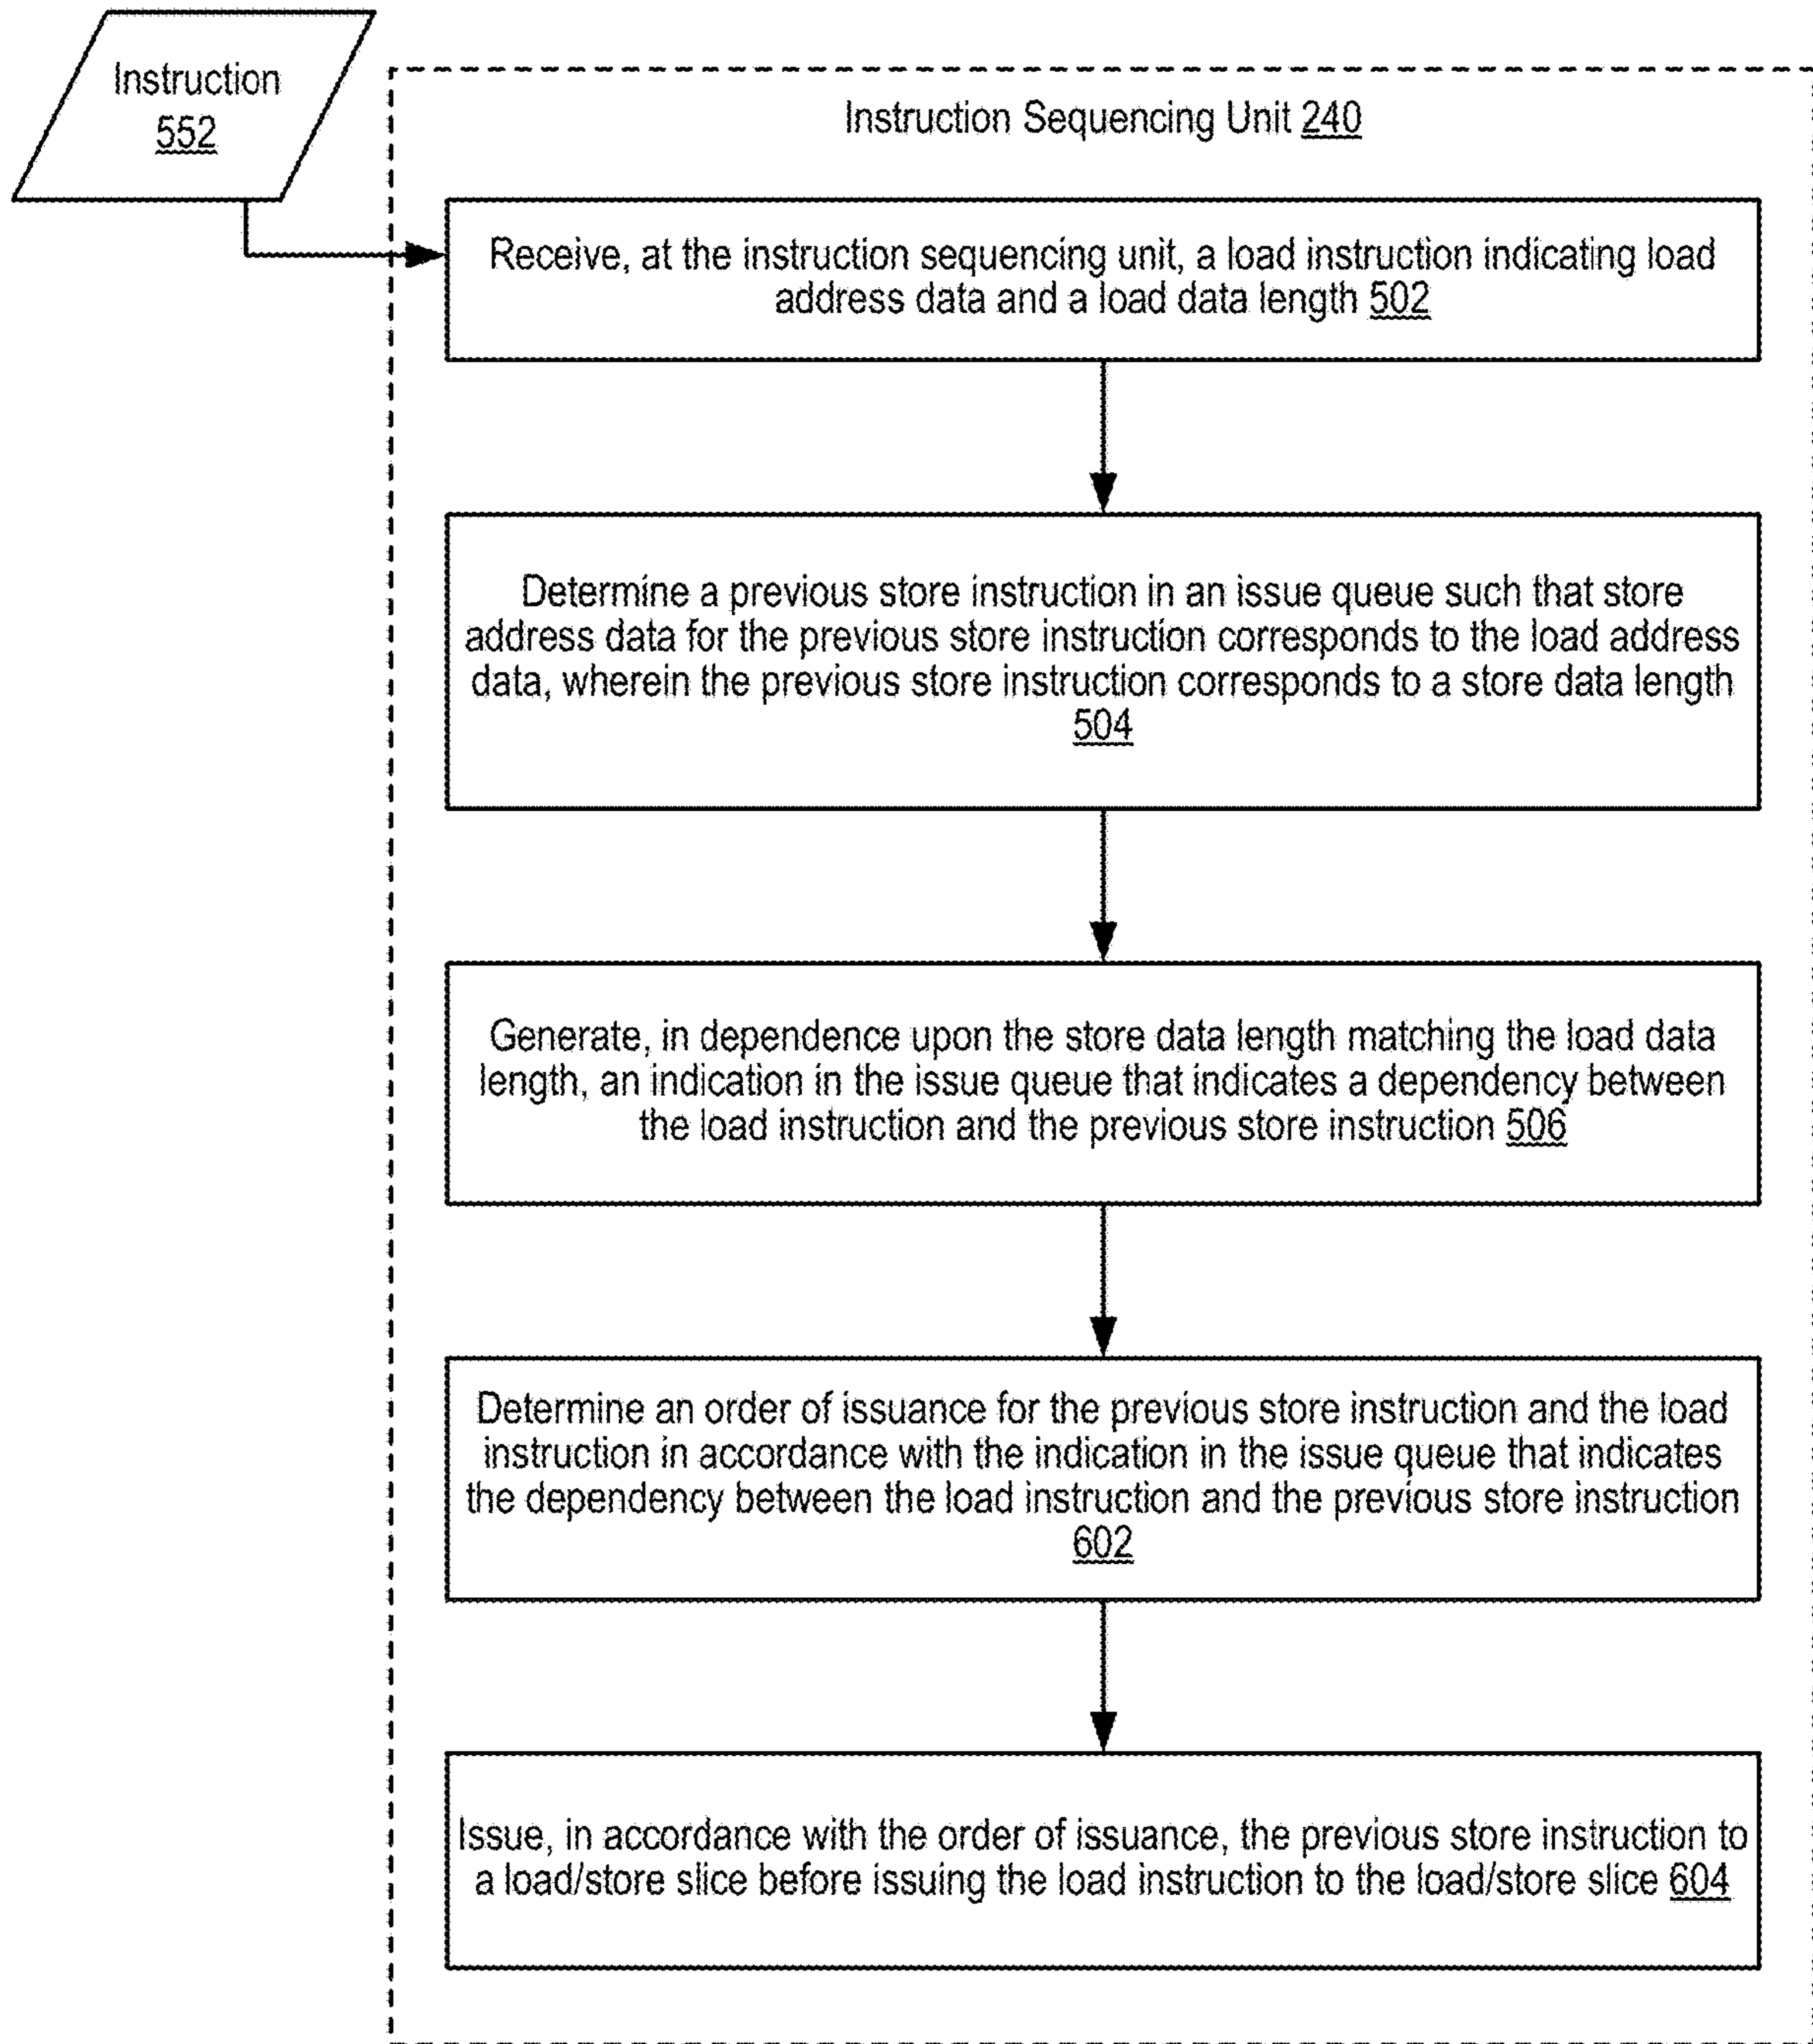 Instruction
552
Instruction Sequencing Unit 240
Receive, at the instruction sequencing unit, a load instruction indicating load
address data and a load data length 502
Determine a previous store instruction in an issue queue such that store
address data for the previous store instruction corresponds to the load address
data, wherein the previous store instruction corresponds to a store data length
504
Generate, in dependence upon the store data length matching the load data
length, an indication in the issue queue that indicates a dependency between
the load instruction and the previous store instruction 506
Determine an order of issuance for the previous store instruction and the load
instruction in accordance with the indication in the issue queue that indicates
the dependency between the load instruction and the previous store instruction
602
Issue, in accordance with the order of issuance, the previous store instruction to
a load/store slice before issuing the load instruction to the load/store slice 604